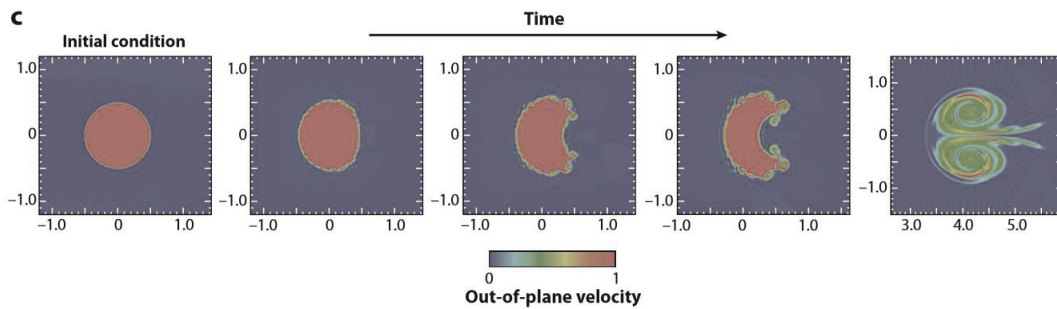 c
Time
Initial condition
1.0 1.0 1.0 1.0 1.0
0 0 0 0 0
–1.0 –1.0 –1.0 –1.0 –1.0
–1.0 0 1.0 –1.0 0 1.0 –1.0 0 1.0 –1.0 0 1.0 3.0 4.0 5.0
0 1
Out-of-plane velocity